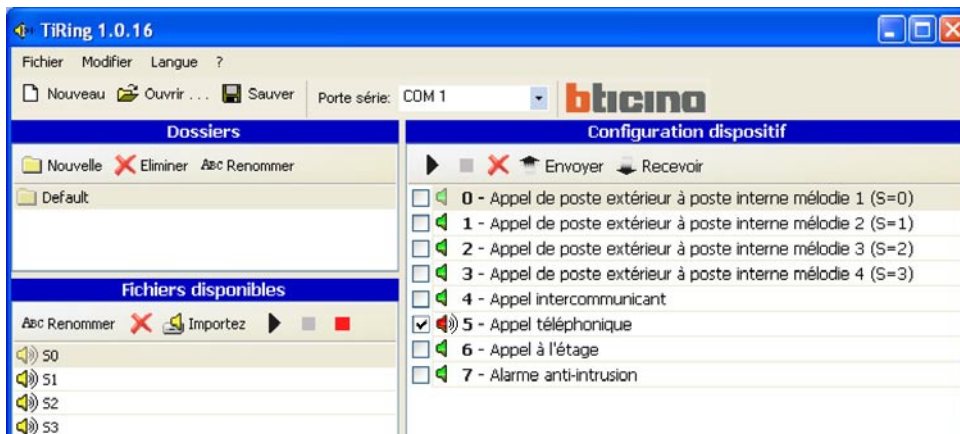 TiRing 1.0.16
Fichier Modifier Langue ?
Nouveau Ouvrir ... Sauver Porte série: COM 1 bticino
Dossiers
Nouvelle Eliminer ABC Renommer
Default
Fichiers disponibles
ABC Renommer Importez
S0
S1
S2
S3
Configuration dispositif
Envoyer Recevoir
0 - Appel de poste extérieur à poste interne mélodie 1 (S=0)
1 - Appel de poste extérieur à poste interne mélodie 2 (S=1)
2 - Appel de poste extérieur à poste interne mélodie 3 (S=2)
3 - Appel de poste extérieur à poste interne mélodie 4 (S=3)
4 - Appel intercommunicant
5 - Appel téléphonique
6 - Appel à l'étage
7 - Alarme anti-intrusion